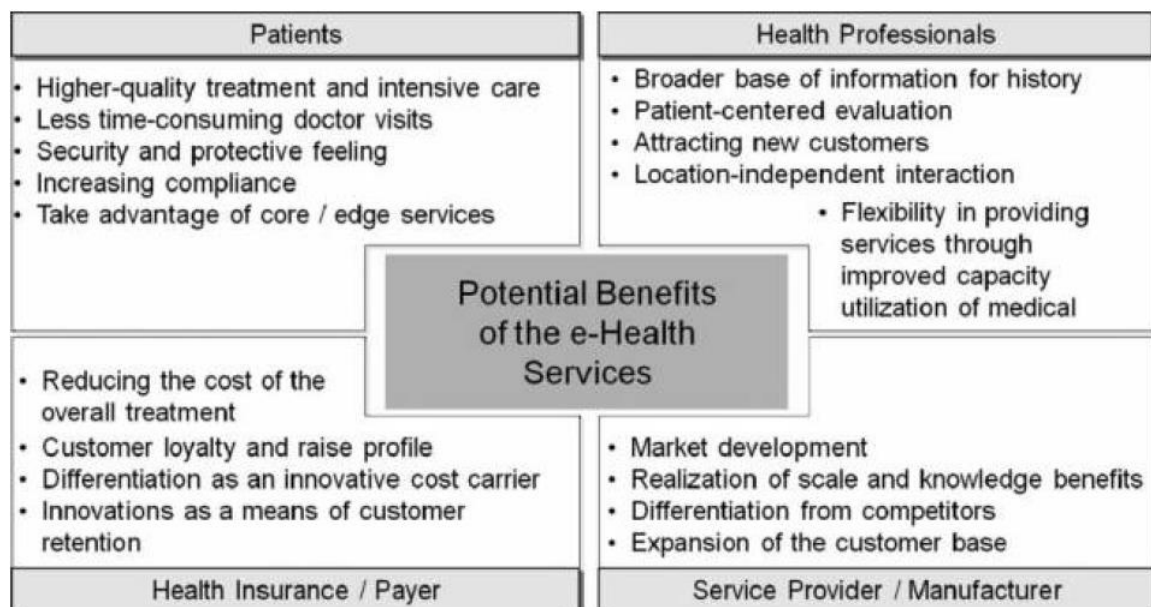 Patients
• Higher-quality treatment and intensive care
• Less time-consuming doctor visits
• Security and protective feeling
• Increasing compliance
• Take advantage of core / edge services
Health Professionals
• Broader base of information for history
• Patient-centered evaluation
• Attracting new customers
• Location-independent interaction
• Flexibility in providing
services through
improved capacity
utilization of medical
Potential Benefits
of the e-Health
Services
• Reducing the cost of the
overall treatment
• Customer loyalty and raise profile
• Differentiation as an innovative cost carrier
• Innovations as a means of customer
retention
Health Insurance / Payer
• Market development
• Realization of scale and knowledge benefits
• Differentiation from competitors
• Expansion of the customer base
Service Provider / Manufacturer